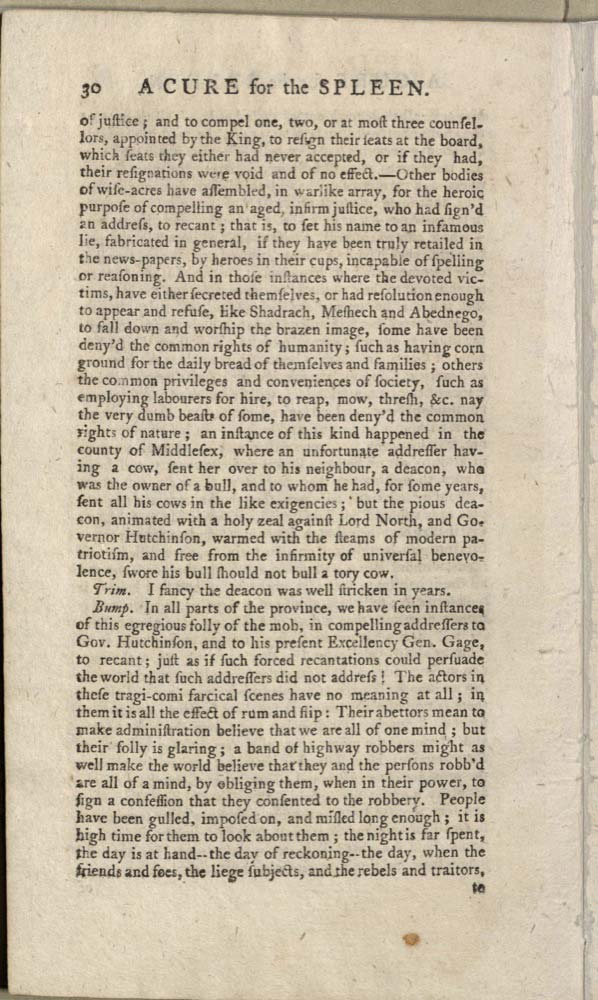 30 A CURE for the SPLEEN.
of juſtice; and to compel one, two, or at moſt three counſel-
lors, appointed by the King, to reſign their ſeats at the board,
which ſeats they either had never accepted, or if they had,
their reſignations were void and of no effect.—Other bodies
of wiſe-acres have aſſembled, in warlike array, for the heroic
purpoſe of compelling an aged, infirm juſtice, who had ſign'd
an addreſs, to recant; that is, to ſet his name to an infamous
lie, fabricated in general, if they have been truly retailed in
the news-papers, by heroes in their cups, incapable of ſpelling
or reaſoning. And in thoſe inſtances where the devoted vic-
tims, have either ſecreted themſelves, or had reſolution enough
to appear and refuſe, like Shadrach, Meſhech and Abednego,
to fall down and worſhip the brazen image, ſome have been
deny'd the common rights of humanity; ſuch as having corn
ground for the daily bread of themſelves and families; others
the common privileges and conveniences of ſociety, ſuch as
employing labourers for hire, to reap, mow, threſh, &c. nay
the very dumb beaſts of ſome, have been deny'd the common
rights of nature; an inſtance of this kind happened in the
county of Middleſex, where an unfortunate addreſſer hav-
ing a cow, ſent her over to his neighbour, a deacon, who
was the owner of a bull, and to whom he had, for ſome years,
ſent all his cows in the like exigencies; but the pious dea-
con, animated with a holy zeal againſt Lord North, and Go-
vernor Hutchinſon, warmed with the ſteams of modern pa-
triotiſm, and free from the infirmity of univerſal benevo-
lence, ſwore his bull ſhould not bull a tory cow.
Trim. I fancy the deacon was well ſtricken in years.
Bump. In all parts of the province, we have ſeen inſtances
of this egregious folly of the mob, in compelling addreſſers to
Gov. Hutchinſon, and to his preſent Excellency Gen. Gage,
to recant; juſt as if ſuch forced recantations could perſuade
the world that ſuch addreſſers did not addreſs! The actors in
theſe tragi-comi farcical ſcenes have no meaning at all; in
them it is all the effect of rum and flip: Their abettors mean to
make adminiſtration believe that we are all of one mind; but
their folly is glaring; a band of highway robbers might as
well make the world believe that they and the perſons robb'd
are all of a mind, by obliging them, when in their power, to
ſign a confeſſion that they conſented to the robbery. People
have been gulled, impoſed on, and miſled long enough; it is
high time for them to look about them; the night is far ſpent,
the day is at hand--the day of reckoning--the day, when the
friends and foes, the liege ſubjects, and the rebels and traitors,
to